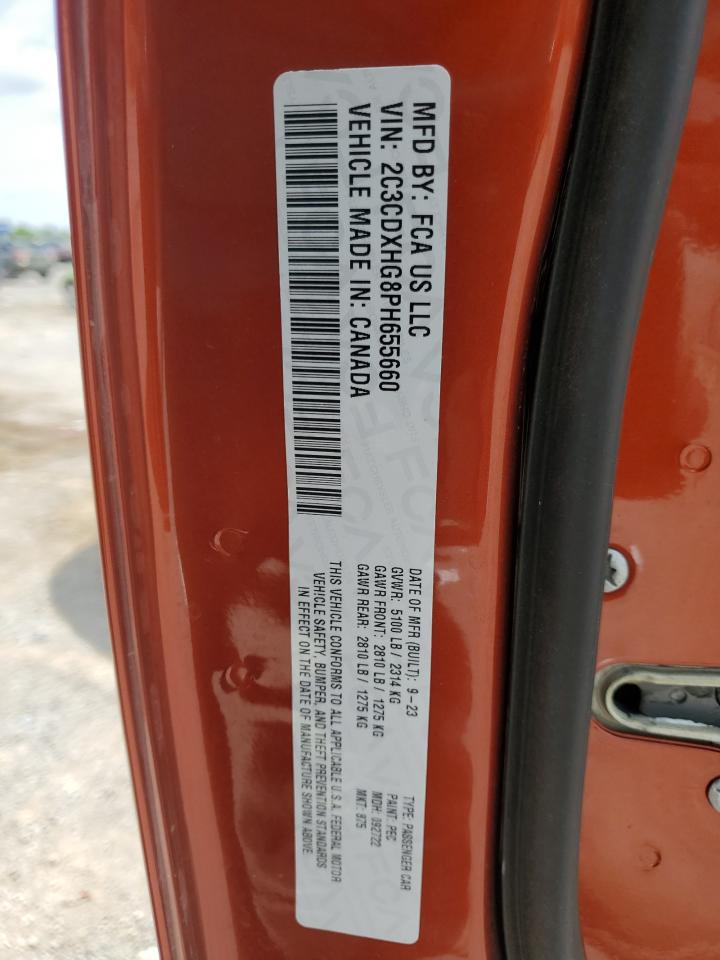 MFD BY: FCA US LLC
VIN: 2C3CDXHG8PH655660
VEHICLE MADE IN: CANADA
DATE OF MFR (BUILT): 9-23
GVWR: 5100 LB / 2314 KG
GAWR FRONT: 2810 LB / 1275 KG
GAWR REAR: 2810 LB / 1275 KG
THIS VEHICLE CONFORMS TO ALL APPLICABLE U.S.A. FEDERAL MOTOR
VEHICLE SAFETY, BUMPER, AND THEFT PREVENTION STANDARDS
IN EFFECT ON THE DATE OF MANUFACTURE SHOWN ABOVE.
TYPE: PASSENGER CAR
PAINT: PEC
MDH: 092722
MKT: 975